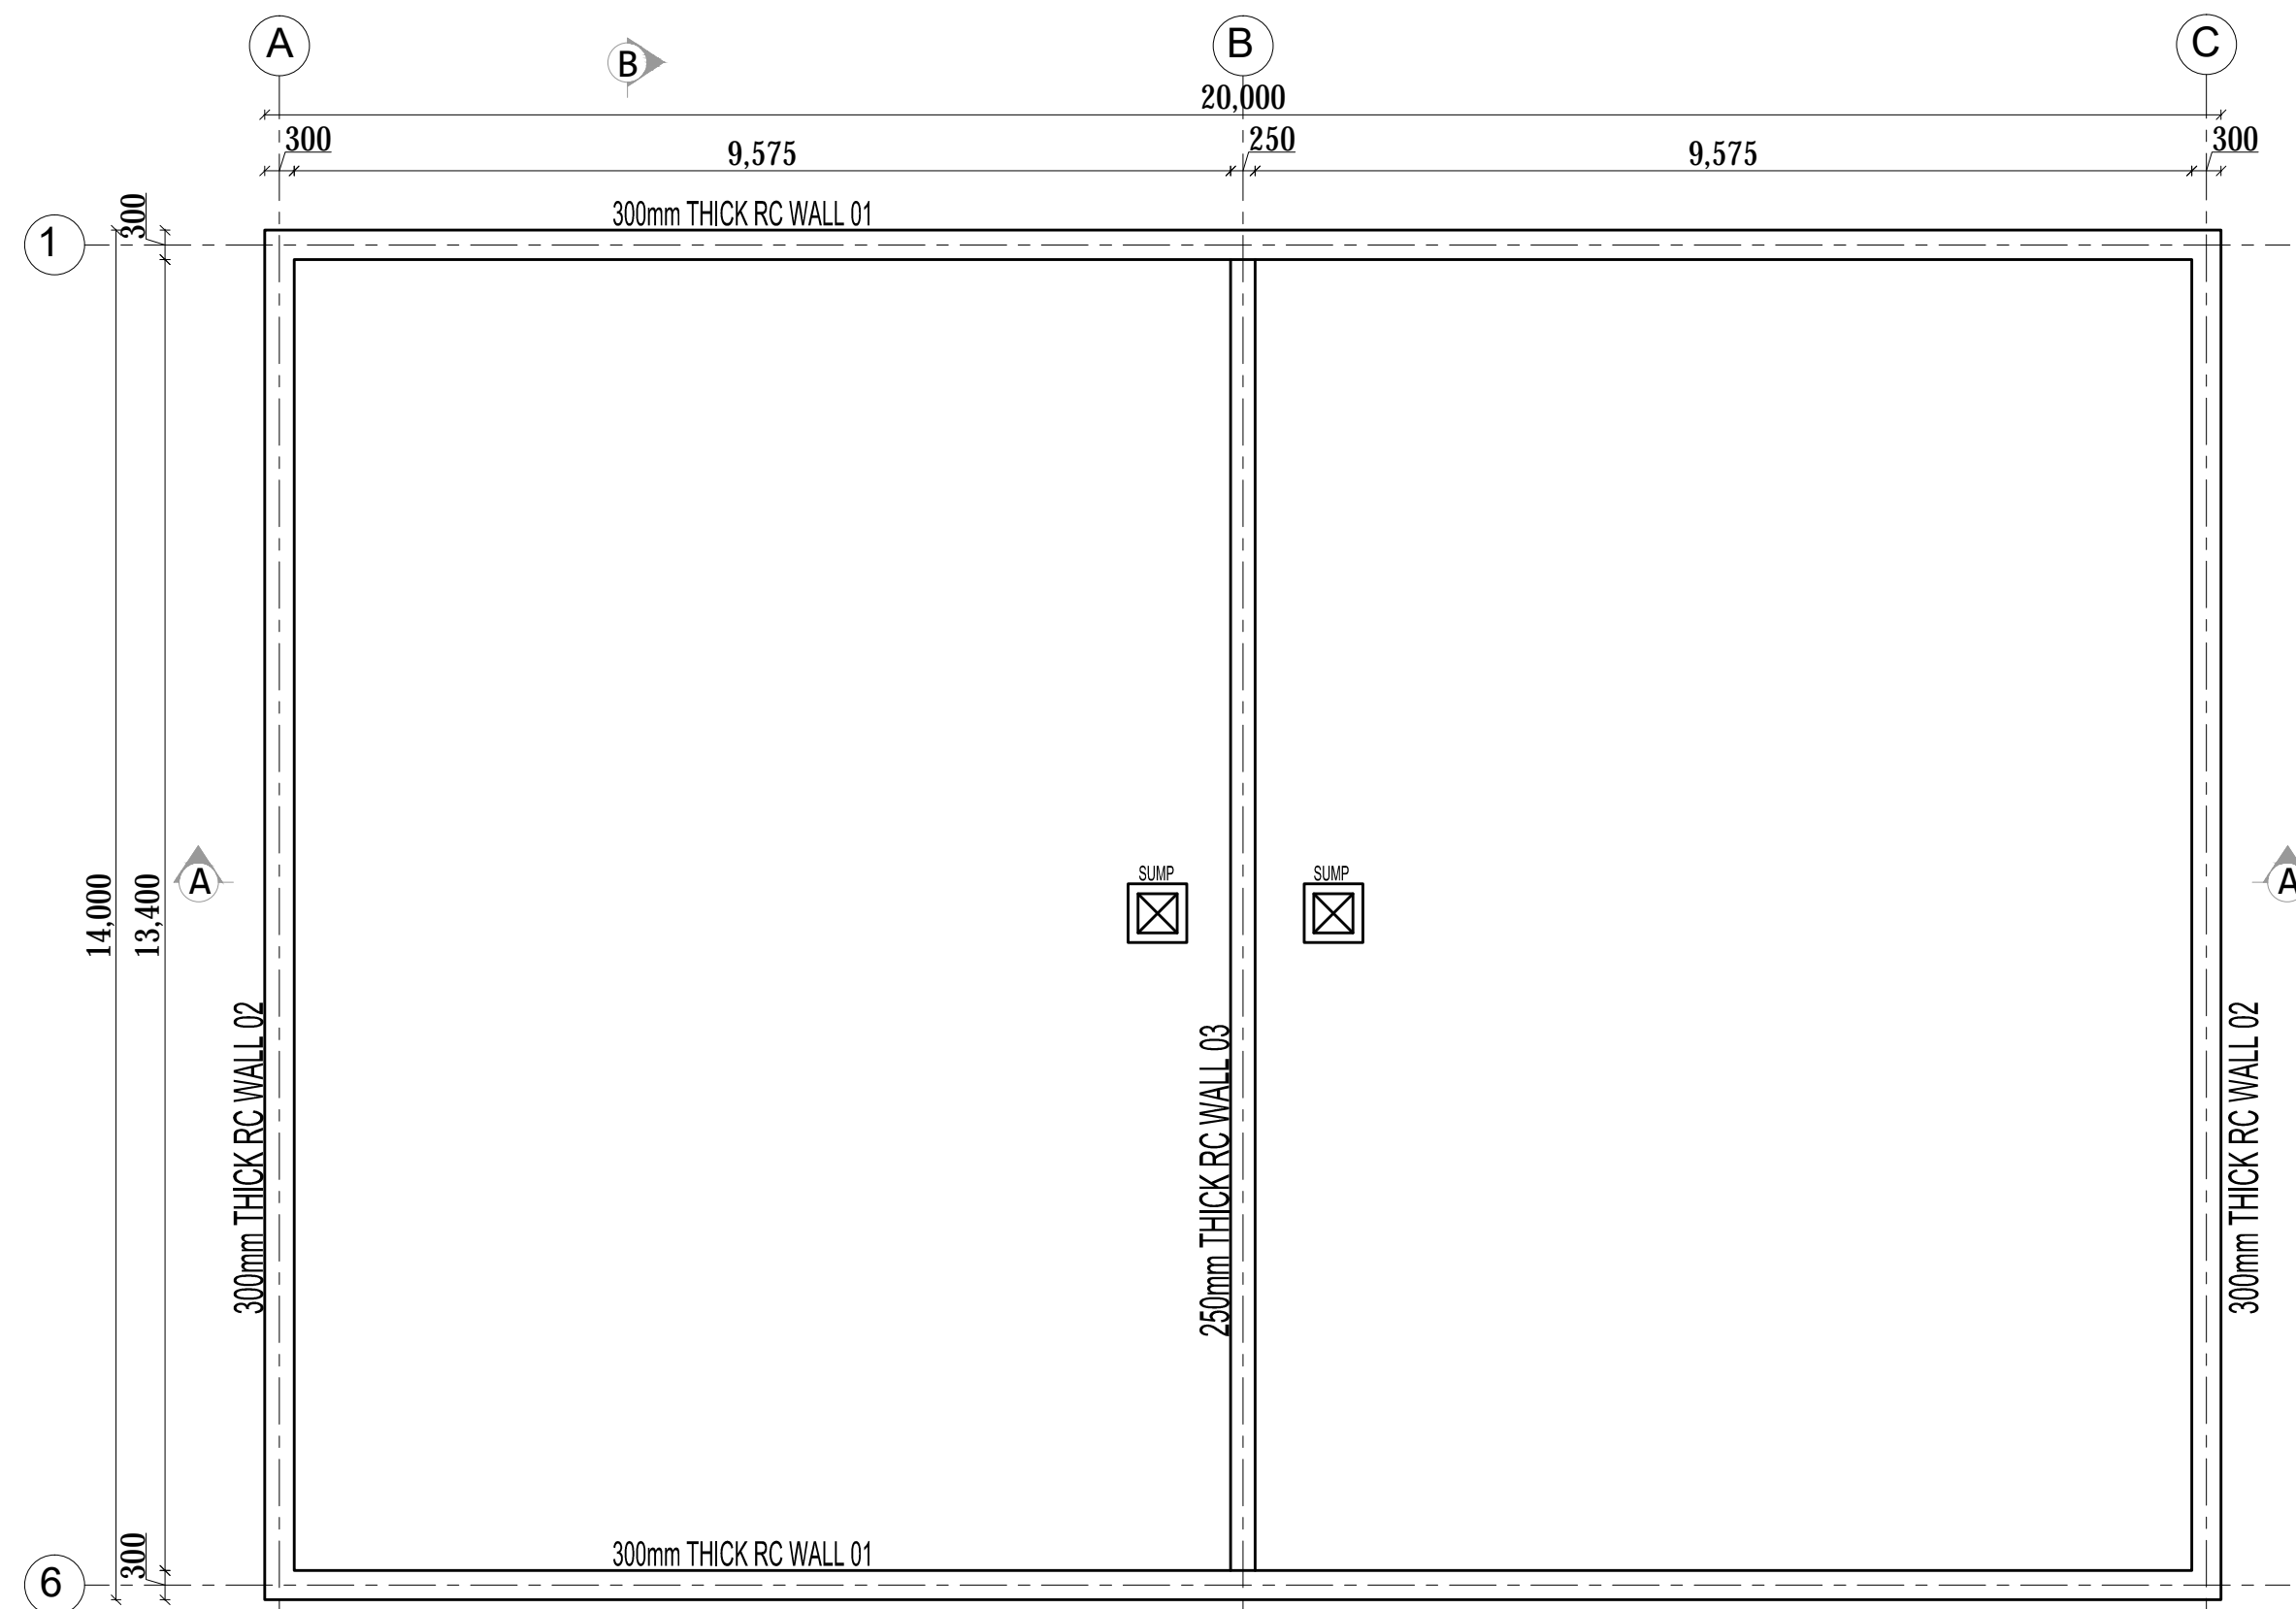 A
B
B
C
20,000
300
9,575
250
9,575
300
300
300mm THICK RC WALL 01
1
SUMP
SUMP
A
A
14,000
13,400
300mm THICK RC WALL 02
250mm THICK RC WALL 03
300mm THICK RC WALL 02
300
300mm THICK RC WALL 01
6